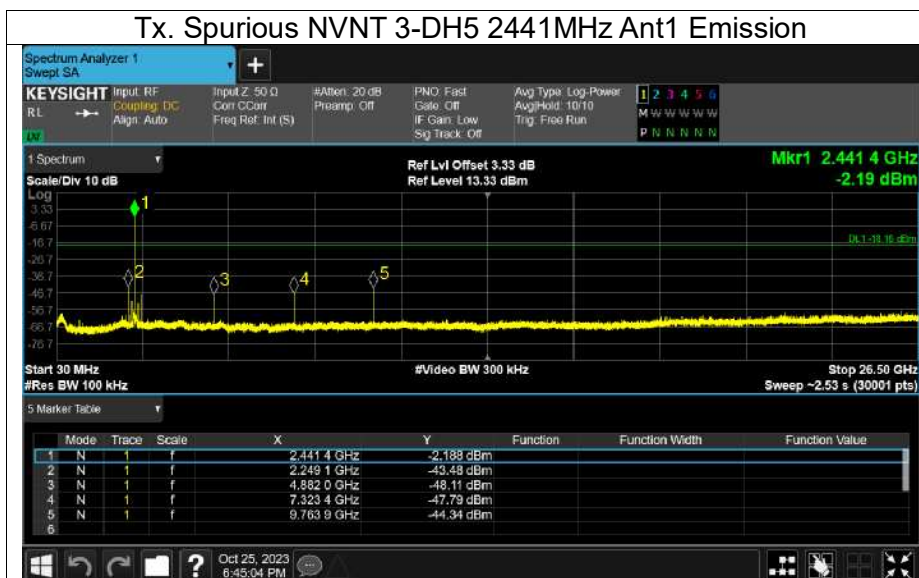 Tx. Spurious NVNT 3-DH5 2441MHz Ant1 Emission
Spectrum Analyzer 1
Swept SA
+
KEYSIGHT Input: RF Input Z: 50 Ω #Atten: 20 dB PNO: Fast Avg Type: Log-Power 1 2 3 4 5 6
RL Coupling: DC Corr CCorr Preamp: Off Gate: Off Avg|Hold: 10/10 M W W W W W
Align: Auto Freq Ref: Int (S) IF Gain: Low Trig: Free Run
Sig Track: Off P N N N N N
1 Spectrum Ref Lvl Offset 3.33 dB Mkr1 2.441 4 GHz
Scale/Div 10 dB Ref Level 13.33 dBm -2.19 dBm
Log
3.33
-6.67
-16.7
-26.7
-36.7
-46.7
-56.7
-66.7
-76.7
1
2
3
4
5
Start 30 MHz #Video BW 300 kHz Stop 26.50 GHz
#Res BW 100 kHz Sweep ~2.53 s (30001 pts)
5 Marker Table
Mode Trace Scale X Y Function Function Width Function Value
1 N 1 f 2.441 4 GHz -2.188 dBm
2 N 1 f 2.249 1 GHz -43.48 dBm
3 N 1 f 4.882 0 GHz -48.11 dBm
4 N 1 f 7.323 4 GHz -47.79 dBm
5 N 1 f 9.763 9 GHz -44.34 dBm
6
? Oct 25, 2023
6:45:04 PM